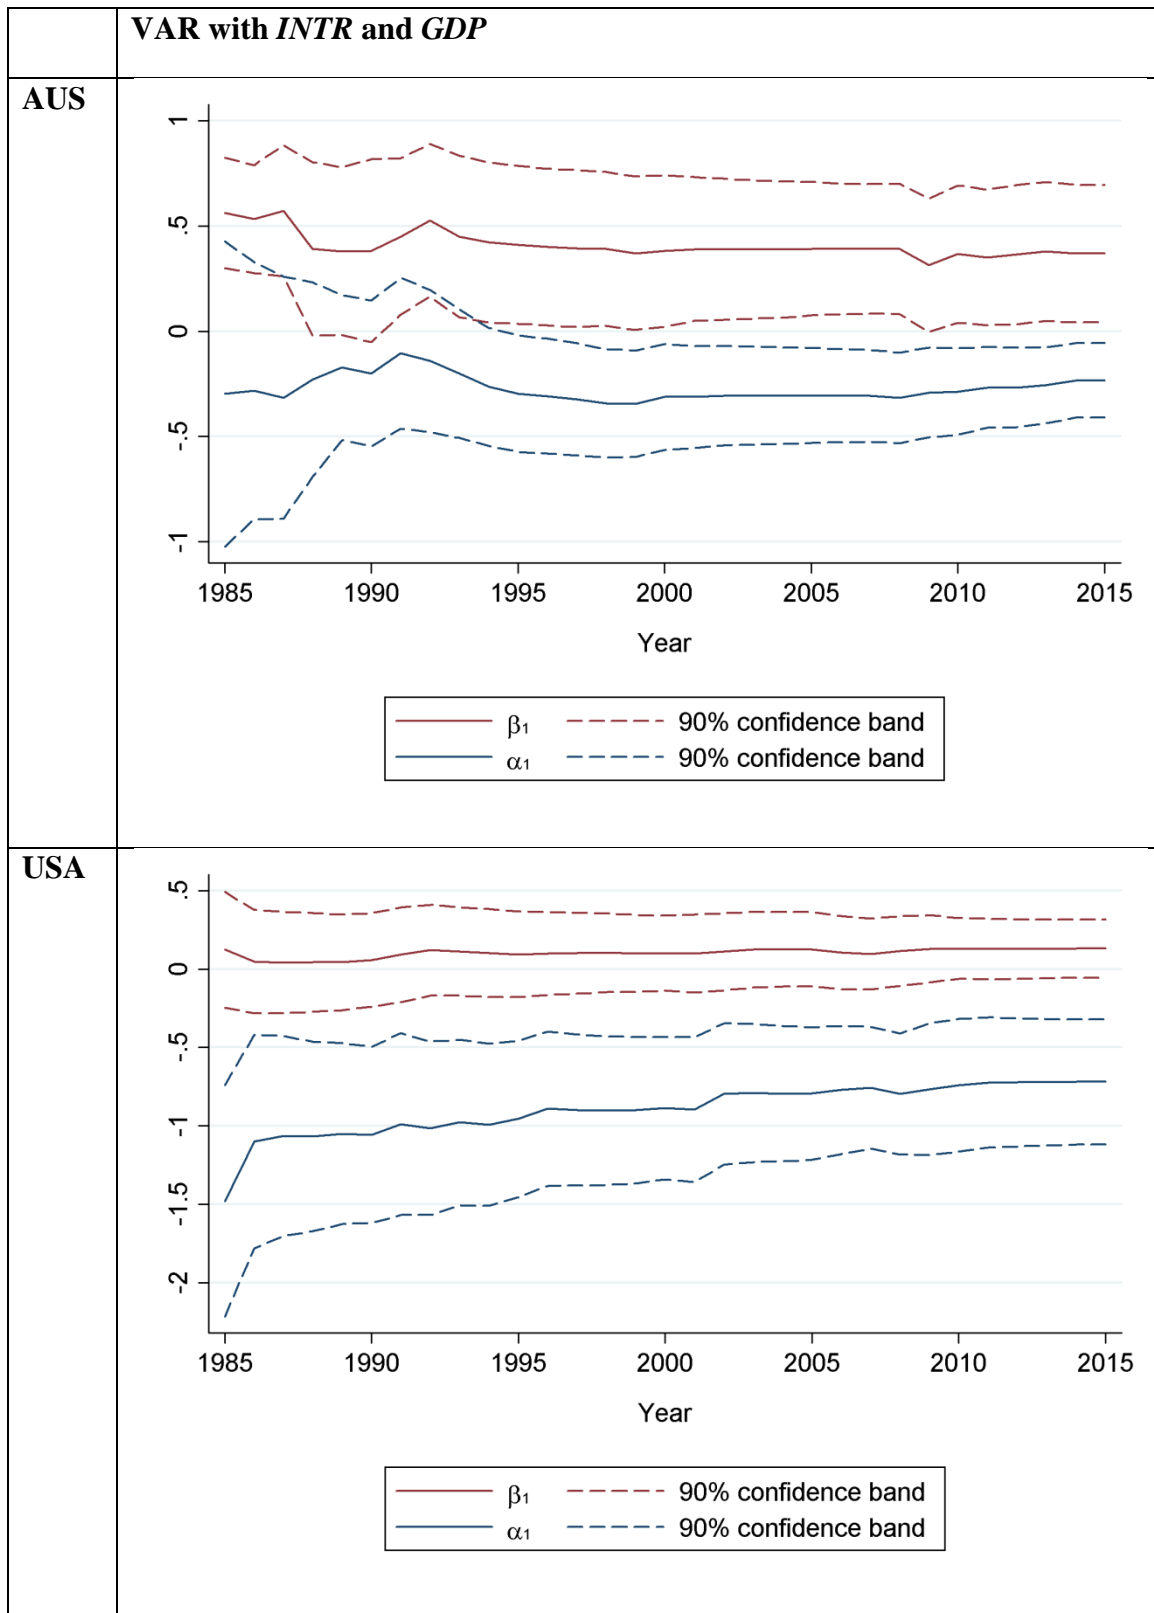 VAR with INTR and GDP
AUS
1
.5
0
-.5
-1
1985 1990 1995 2000 2005 2010 2015
Year
β1 90% confidence band
α1 90% confidence band
USA
.5
0
-.5
-1
-1.5
-2
1985 1990 1995 2000 2005 2010 2015
Year
β1 90% confidence band
α1 90% confidence band